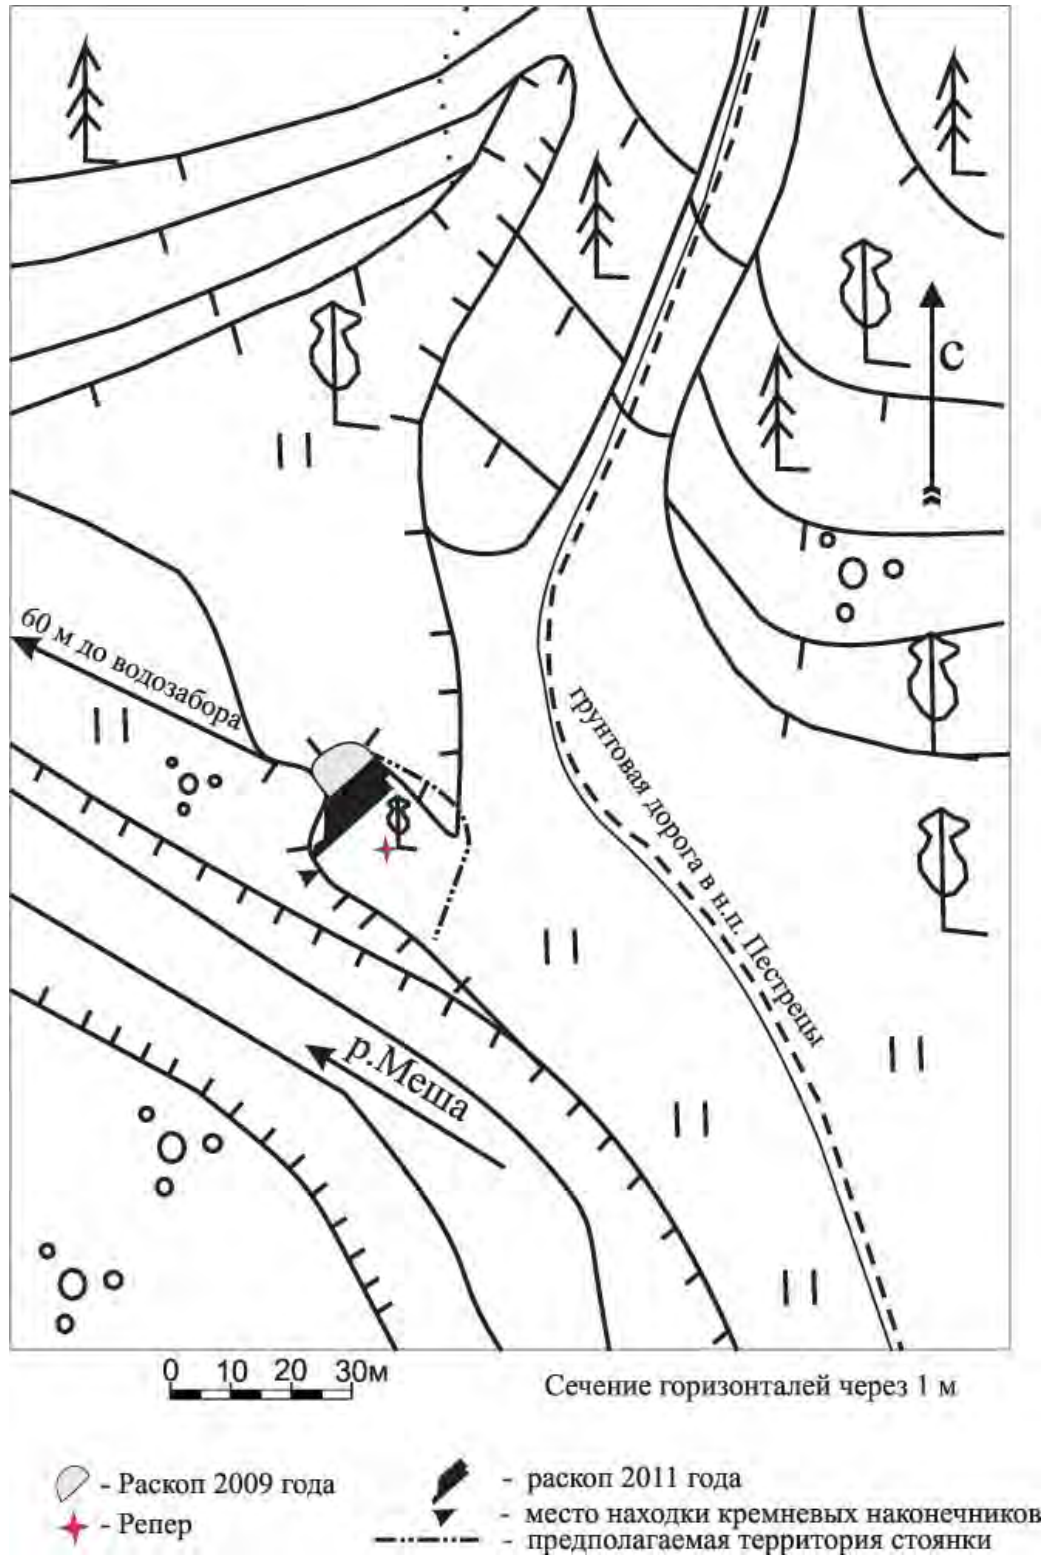 С
60 м до водозабора
грунтовая дорога в н.п. Пестрецы
р.Меша
0 10 20 30м
Сечение горизонталей через 1 м
- Раскоп 2009 года
- раскоп 2011 года
- Репер
- место находки кремневых наконечников
- предполагаемая территория стоянки